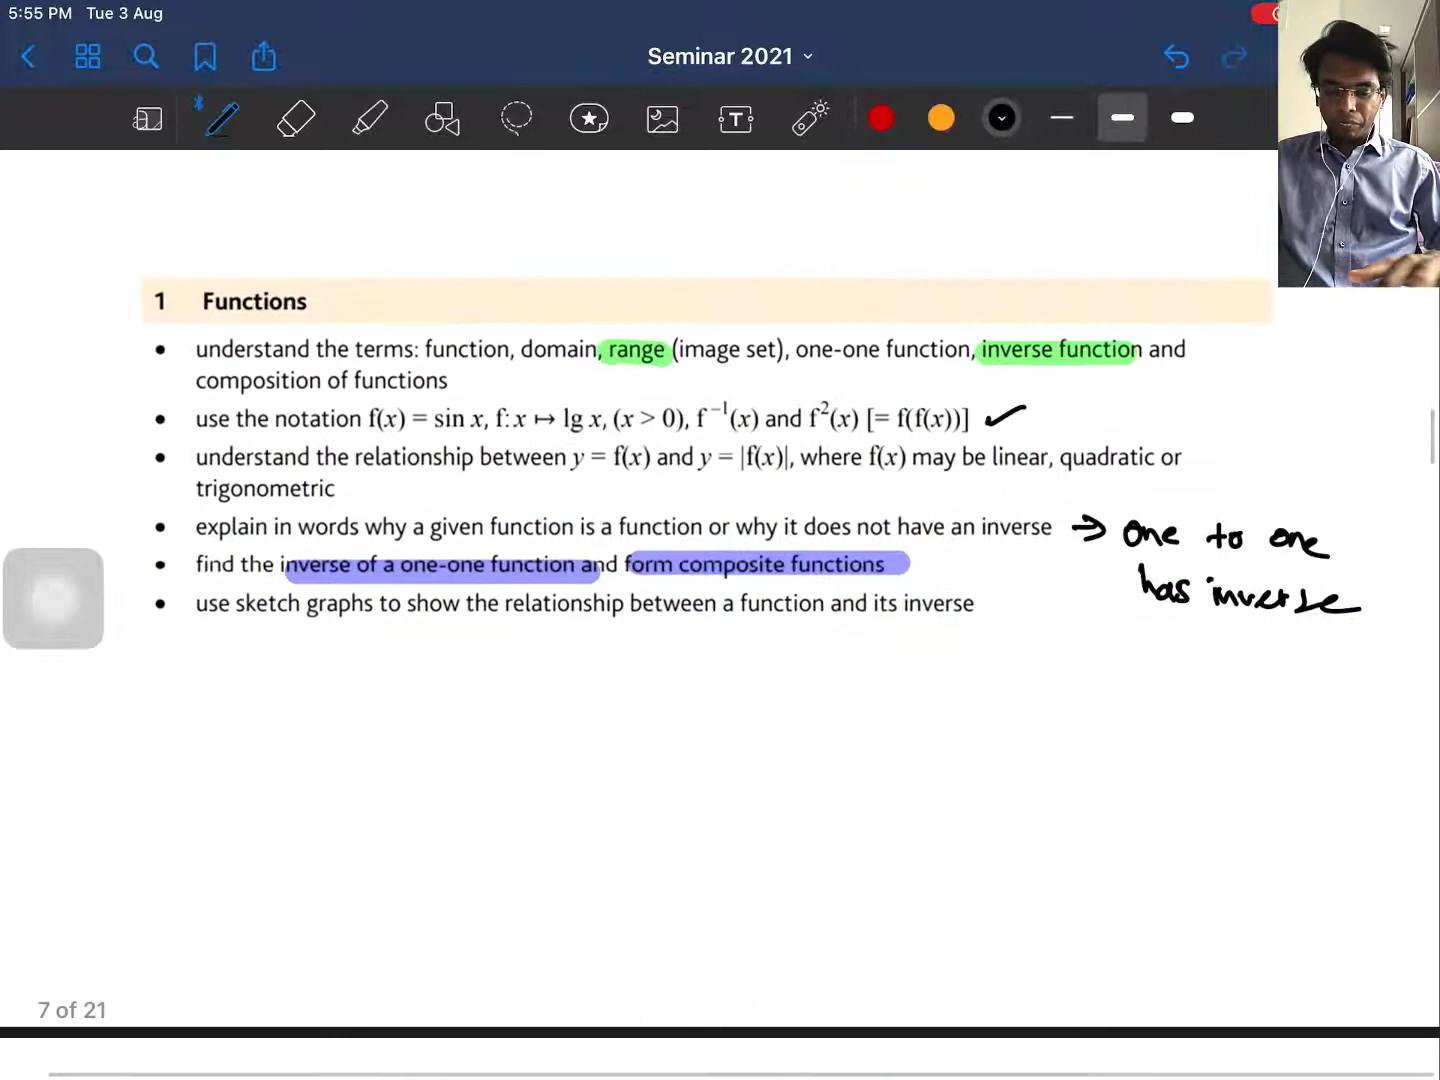 5:55 PM Tue 3 Aug
Seminar 2021
1 Functions
• understand the terms: function, domain, range (image set), one-one function, inverse function and
composition of functions
• use the notation f(x) = sin x, f: x ↦ lg x, (x > 0), f⁻¹(x) and f²(x) [= f(f(x))]
• understand the relationship between y = f(x) and y = |f(x)|, where f(x) may be linear, quadratic or
trigonometric
• explain in words why a given function is a function or why it does not have an inverse → one to one
has inverse
• find the inverse of a one-one function and form composite functions
• use sketch graphs to show the relationship between a function and its inverse
7 of 21